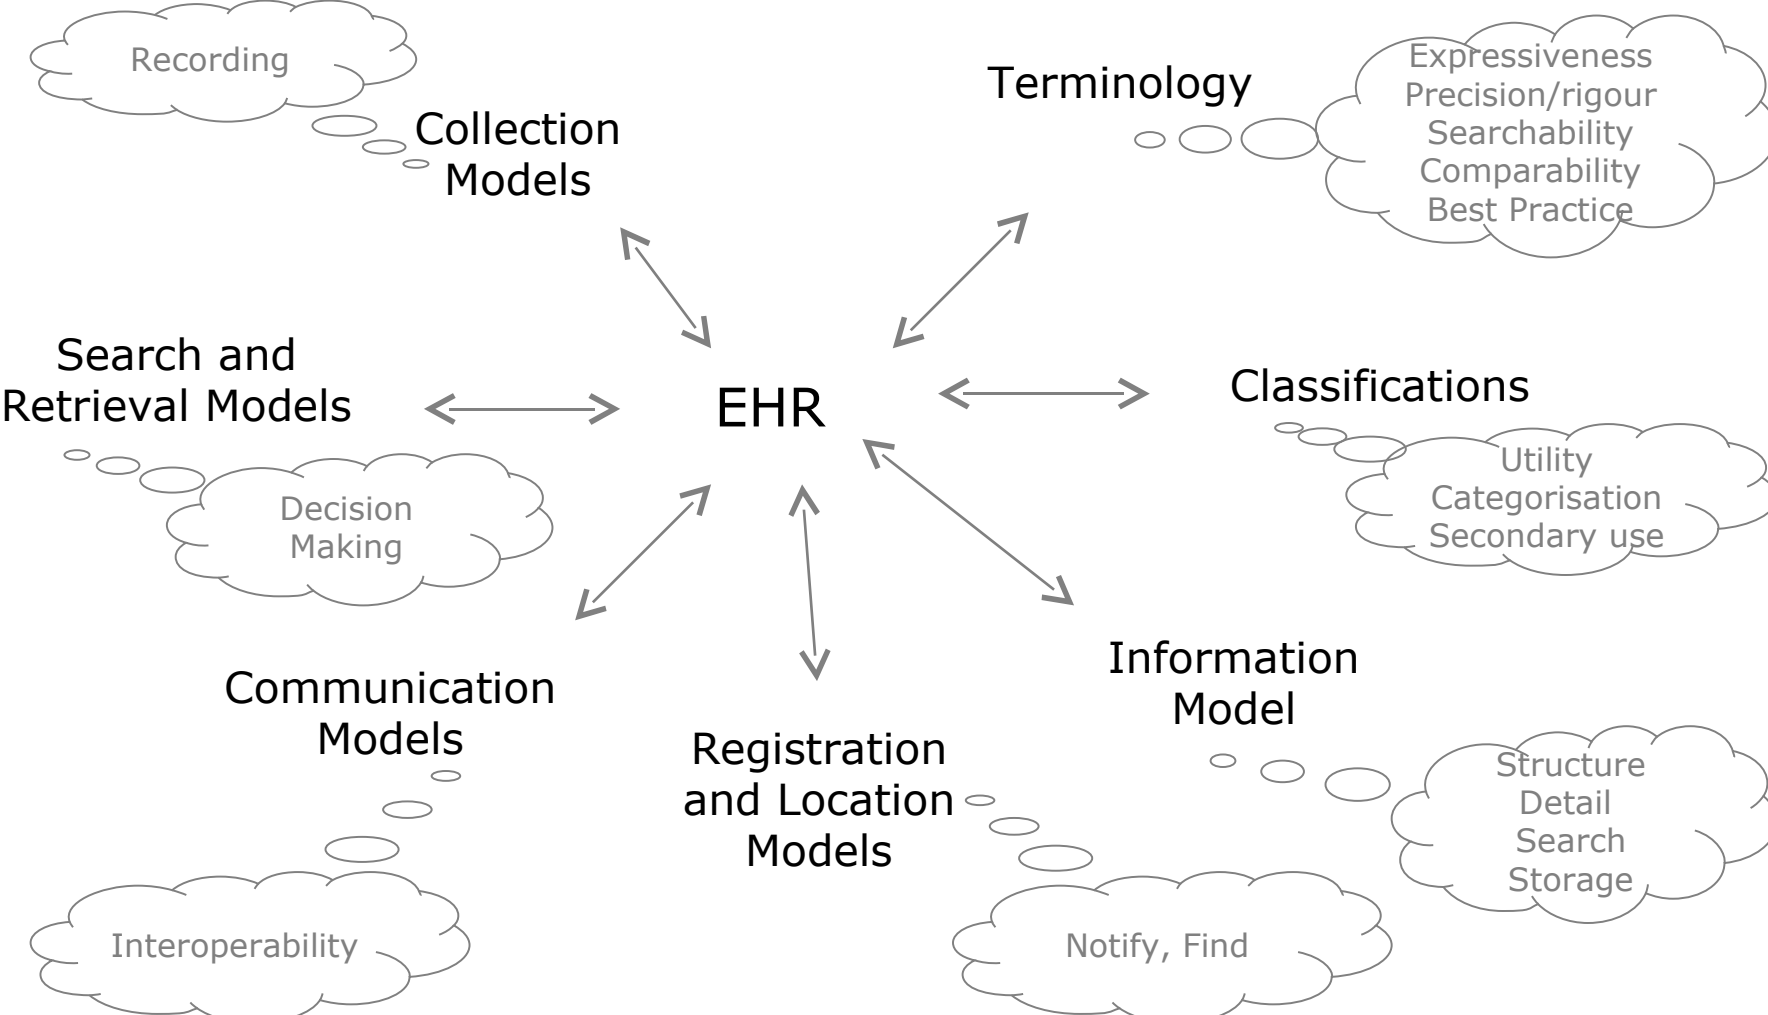 Recording
Collection
Models
Terminology
Expressiveness
Precision/rigour
Searchability
Comparability
Best Practice
Search and
Retrieval Models
Decision
Making
EHR
Classifications
Utility
Categorisation
Secondary use
Communication
Models
Interoperability
Registration
and Location
Models
Notify, Find
Information
Model
Structure
Detail
Search
Storage